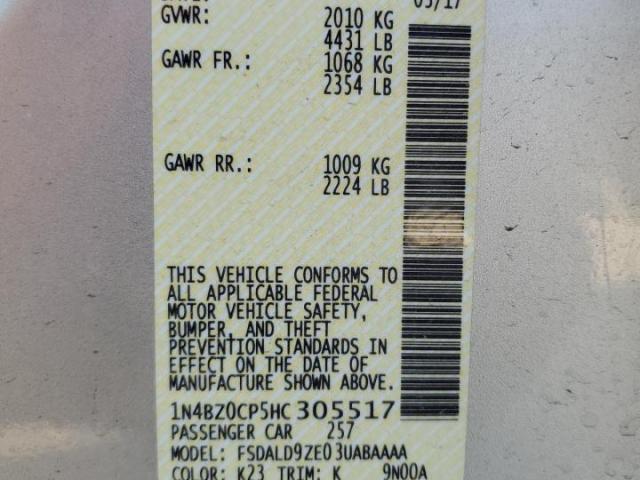 GVWR: 2010 KG
4431 LB
GAWR FR.: 1068 KG
2354 LB
GAWR RR.: 1009 KG
2224 LB
THIS VEHICLE CONFORMS TO
ALL APPLICABLE FEDERAL
MOTOR VEHICLE SAFETY,
BUMPER, AND THEFT
PREVENTION STANDARDS IN
EFFECT ON THE DATE OF
MANUFACTURE SHOWN ABOVE.
1N4BZ0CP5HC305517
PASSENGER CAR 257
MODEL: FSDALD9ZE03UABAAAA
COLOR: K23 TRIM: K 9N00A